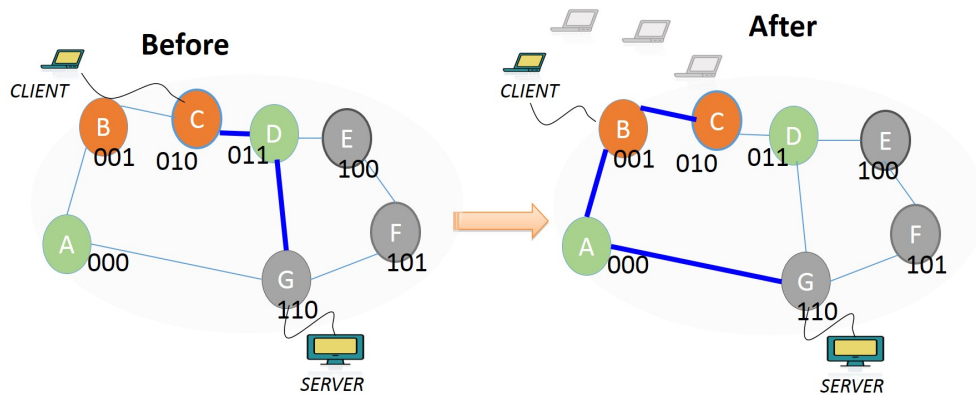 Before
CLIENT
B
C
D
E
001
010
011
100
A
000
F
101
G
110
SERVER
After
CLIENT
B
C
D
E
001
010
011
100
A
000
F
101
G
110
SERVER